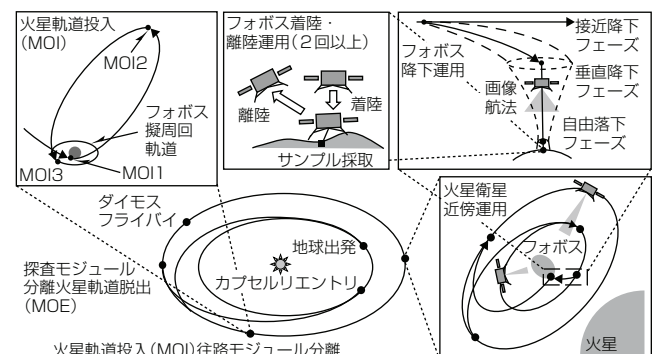 火星軌道投入
(MOI)
MOI2
フォボス
擬周回
軌道
MOI3
MOI1
フォボス着陸・
離陸運用(2回以上)
離陸
着陸
サンプル採取
接近降下
フェーズ
フォボス
降下運用
垂直降下
フェーズ
画像
航法
自由落下
フェーズ
ダイモス
フライバイ
地球出発
探査モジュール
分離火星軌道脱出
(MOE)
カプセルリエントリ
火星軌道投入(MOI)往路モジュール分離
火星衛星
近傍運用
フォボス
火星